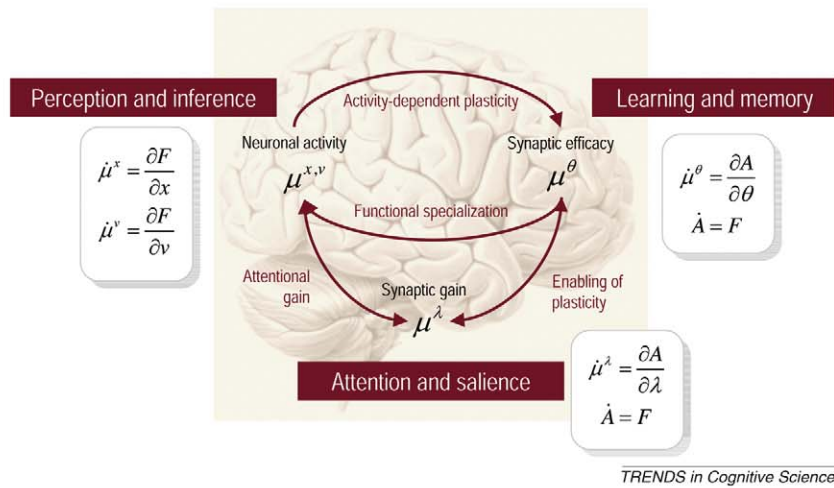 Perception and inference
Learning and memory
Activity-dependent plasticity
Neuronal activity
Synaptic efficacy
μ̇ˣ = ∂F/∂x
μ̇ᵛ = ∂F/∂v
μˣ,ᵛ
μ^θ
μ̇^θ = ∂A/∂θ
Ȧ = F
Functional specialization
Attentional
gain
Synaptic gain
Enabling of
plasticity
μ^λ
Attention and salience
μ̇^λ = ∂A/∂λ
Ȧ = F
TRENDS in Cognitive Science